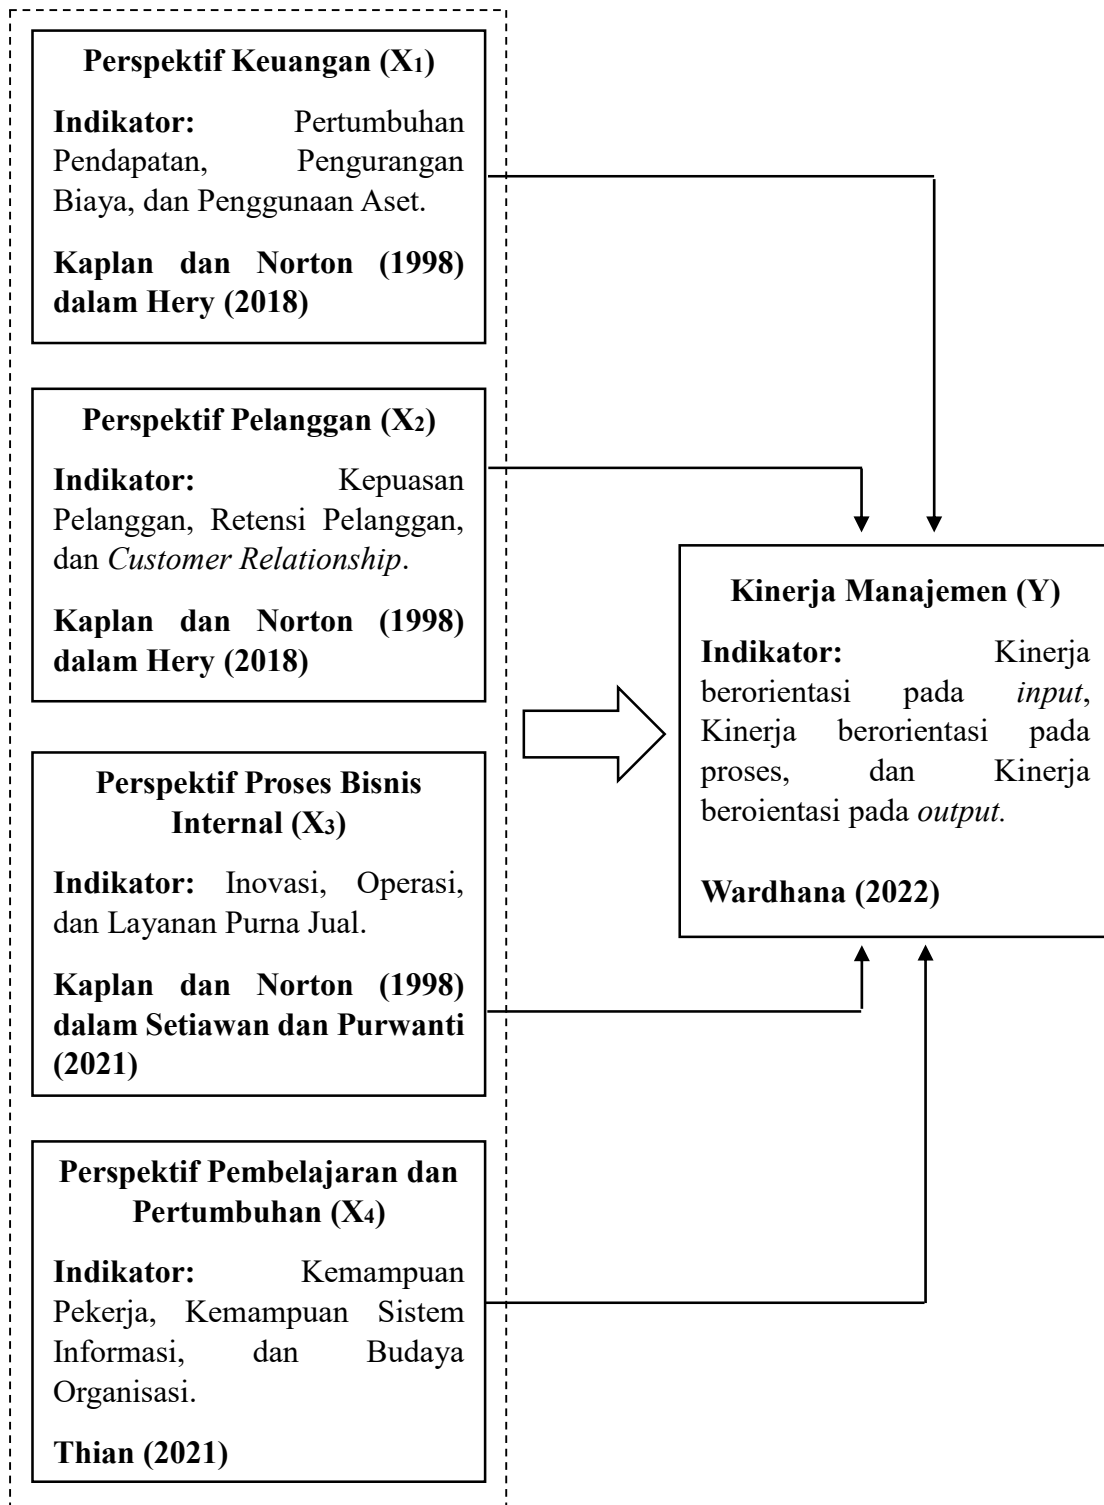 Perspektif Keuangan (X1)
Indikator: Pertumbuhan
Pendapatan, Pengurangan
Biaya, dan Penggunaan Aset.
Kaplan dan Norton (1998)
dalam Hery (2018)
Perspektif Pelanggan (X2)
Indikator: Kepuasan
Pelanggan, Retensi Pelanggan,
dan Customer Relationship.
Kaplan dan Norton (1998)
dalam Hery (2018)
Perspektif Proses Bisnis
Internal (X3)
Indikator: Inovasi, Operasi,
dan Layanan Purna Jual.
Kaplan dan Norton (1998)
dalam Setiawan dan Purwanti
(2021)
Perspektif Pembelajaran dan
Pertumbuhan (X4)
Indikator: Kemampuan
Pekerja, Kemampuan Sistem
Informasi, dan Budaya
Organisasi.
Thian (2021)
Kinerja Manajemen (Y)
Indikator: Kinerja
berorientasi pada input,
Kinerja berorientasi pada
proses, dan Kinerja
beroientasi pada output.
Wardhana (2022)